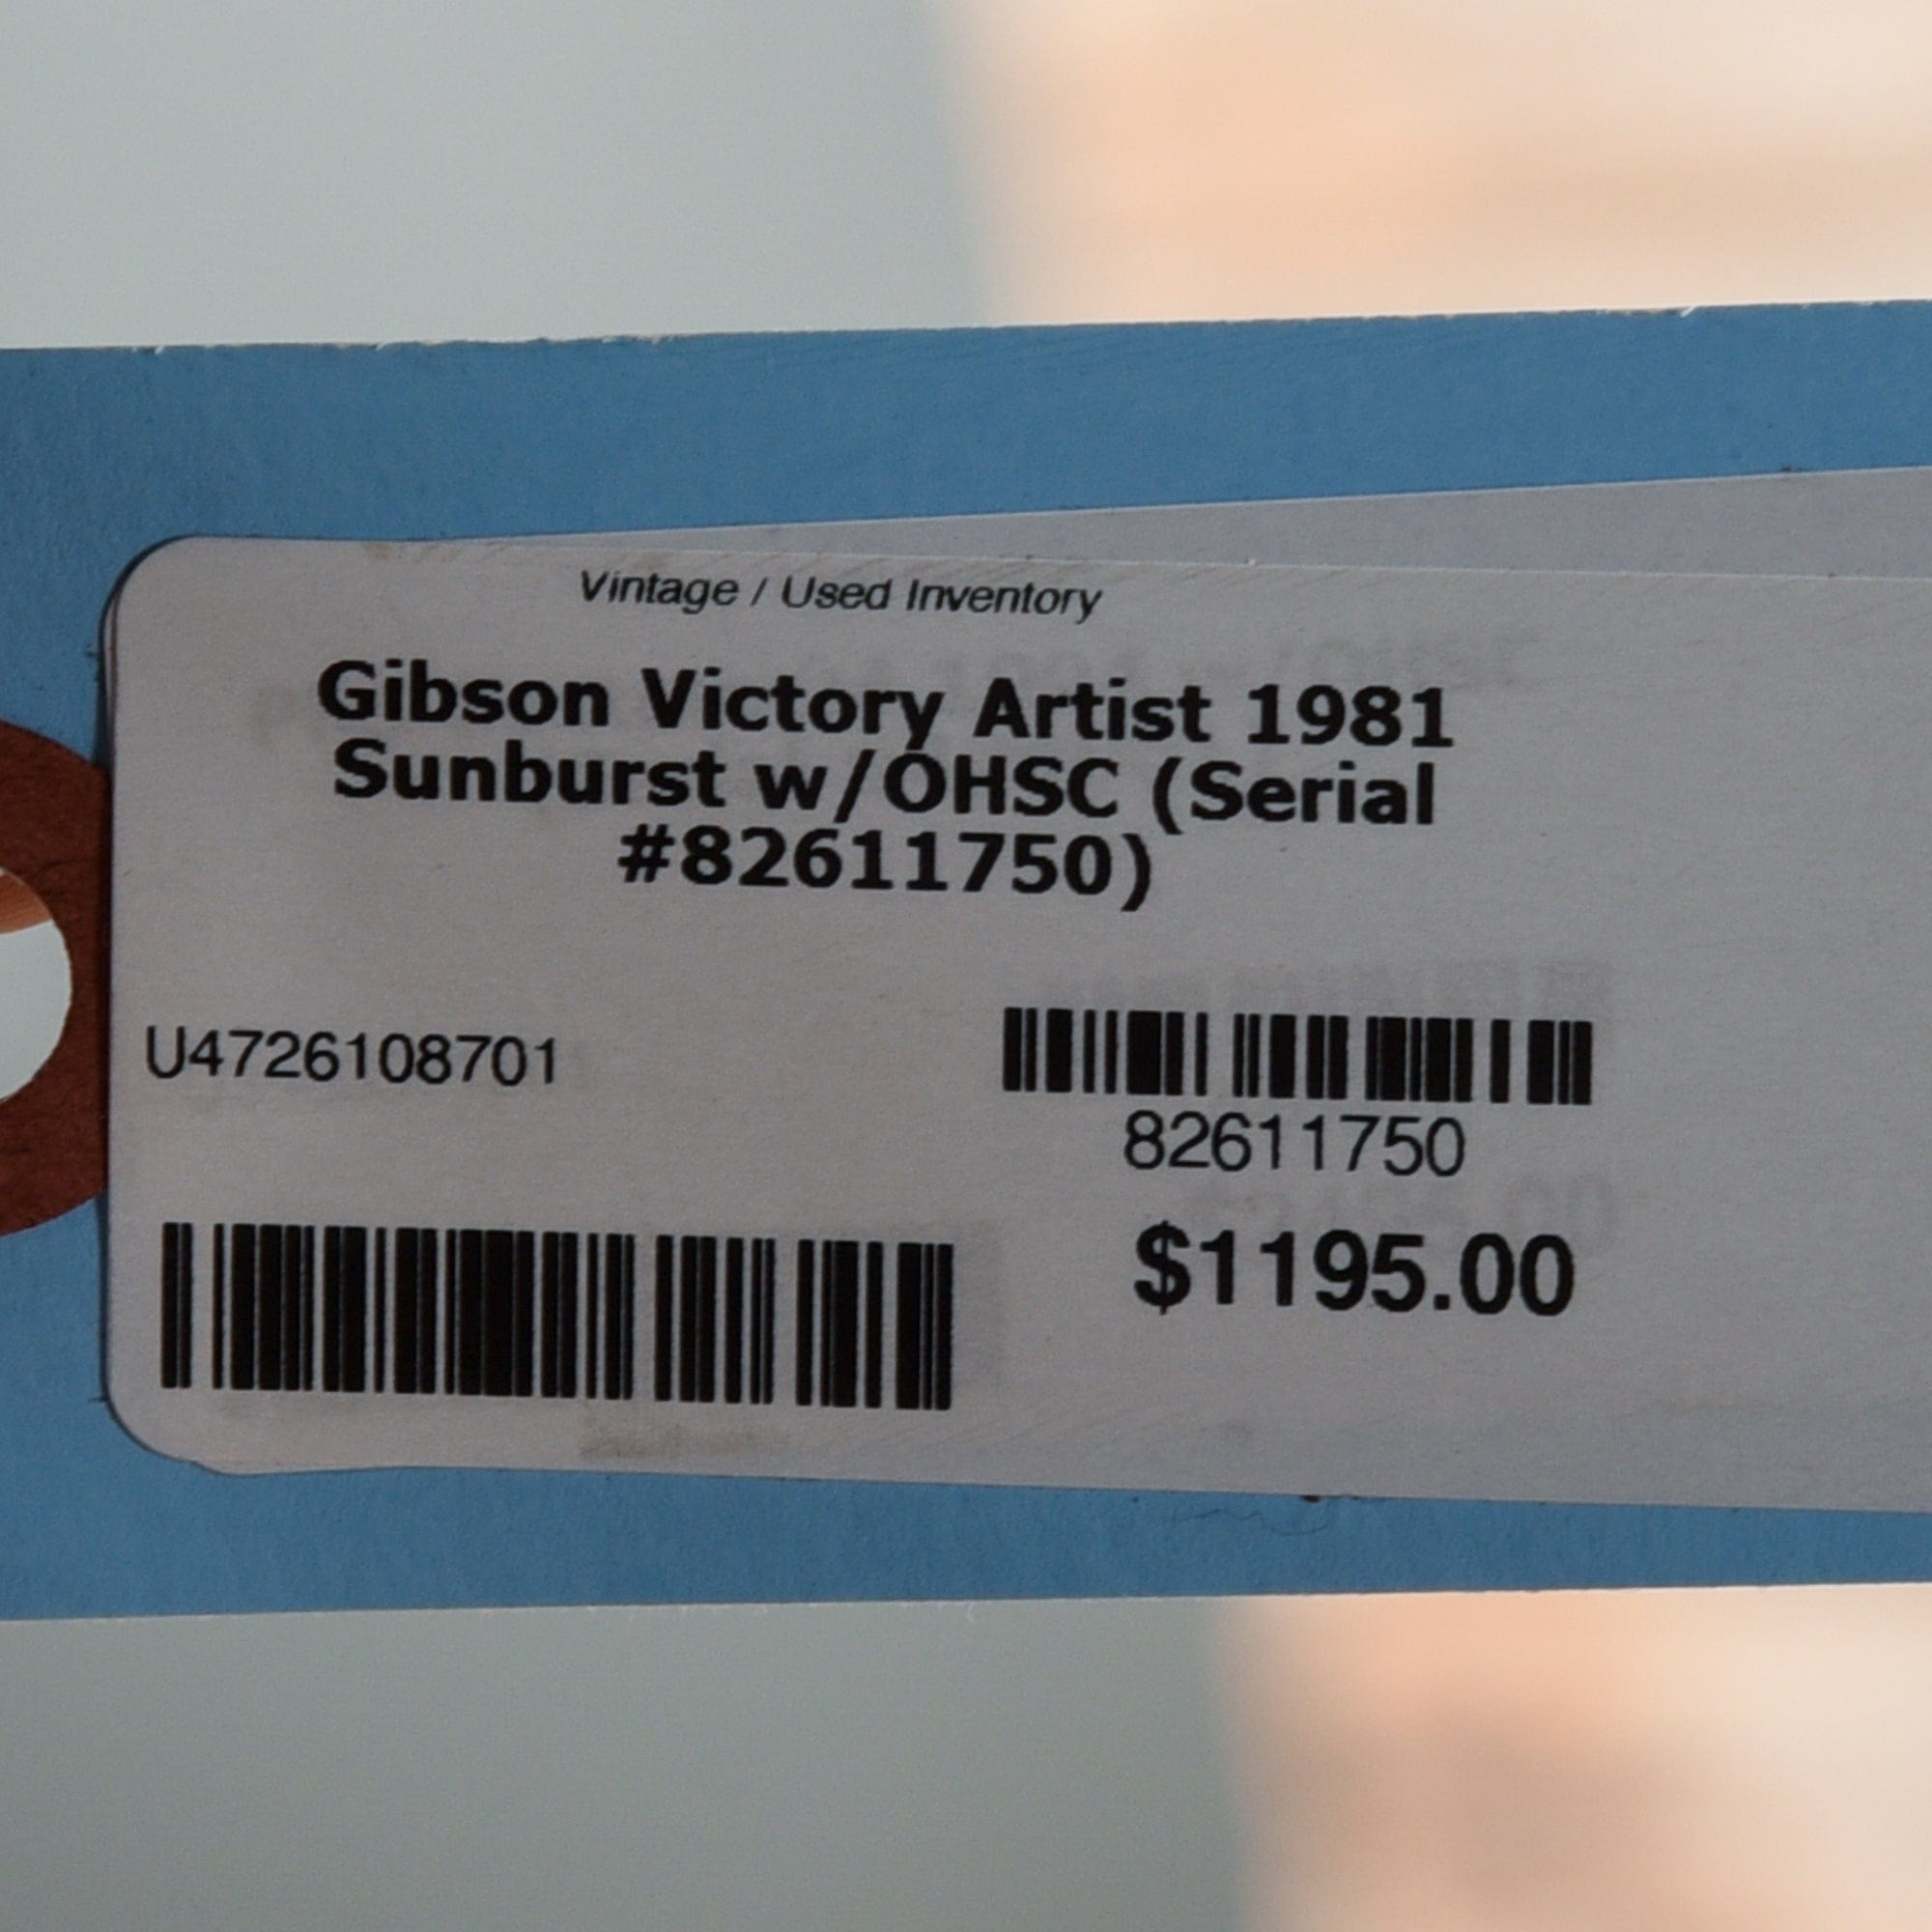 Vintage / Used Inventory
Gibson Victory Artist 1981
Sunburst w/OHSC (Serial
#82611750)
U4726108701
82611750
$1195.00